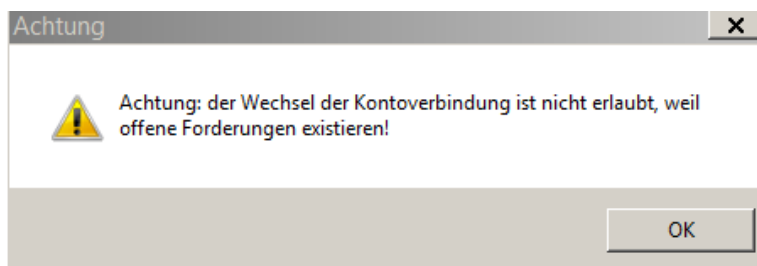 Achtung
Achtung: der Wechsel der Kontoverbindung ist nicht erlaubt, weil
offene Forderungen existieren!
OK